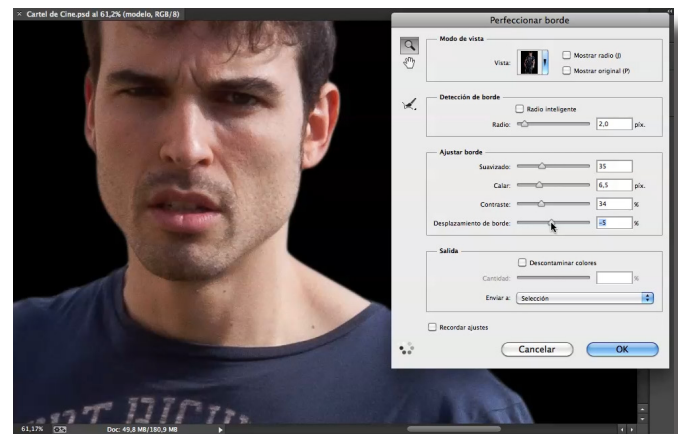 × Cartel de Cine.psd al 61,2% (modelo, RGB/8)
Perfeccionar borde
Modo de vista
Vista:
Mostrar radio (J)
Mostrar original (P)
Detección de borde
Radio inteligente
Radio: 2,0 píx.
Ajustar borde
Suavizado: 35
Calar: 6,5 píx.
Contraste: 34 %
Desplazamiento de borde: -5 %
Salida
Descontaminar colores
Cantidad: %
Enviar a: Selección
Recordar ajustes
Cancelar OK
61,17% Doc: 49,8 MB/180,9 MB